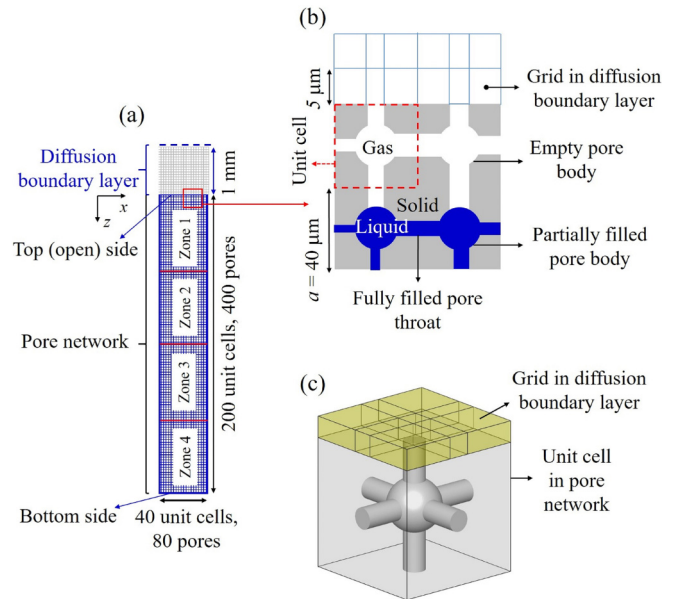 (a)
Diffusion
boundary layer
1 mm
x
z
Top (open) side
Pore network
Zone 1
Zone 2
Zone 3
Zone 4
200 unit cells, 400 pores
Bottom side
40 unit cells,
80 pores
(b)
5 µm
Grid in diffusion
boundary layer
Unit cell
Gas
Empty pore
body
Solid
Liquid
a = 40 µm
Partially filled
pore body
Fully filled pore
throat
(c)
Grid in diffusion
boundary layer
Unit cell
in pore
network